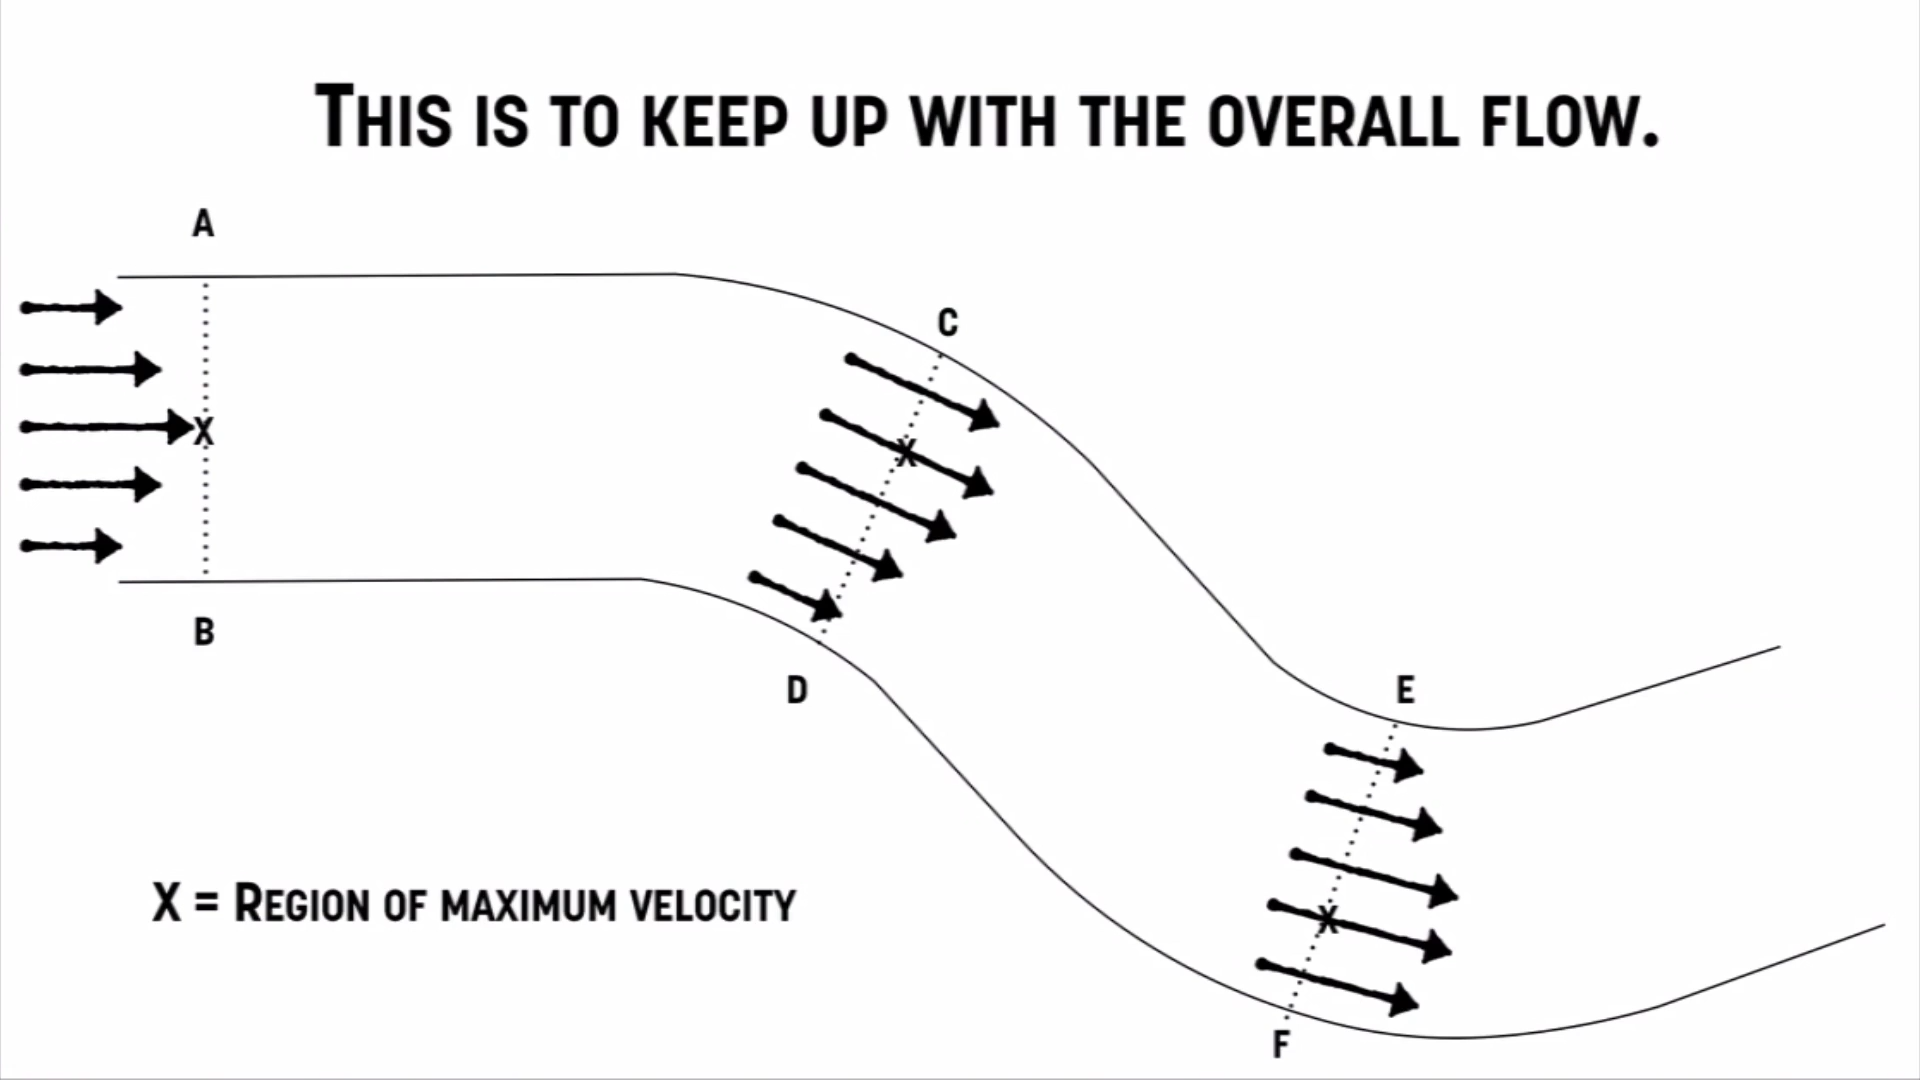 THIS IS TO KEEP UP WITH THE OVERALL FLOW.
A
X
B
C
X
D
E
X
F
X = REGION OF MAXIMUM VELOCITY